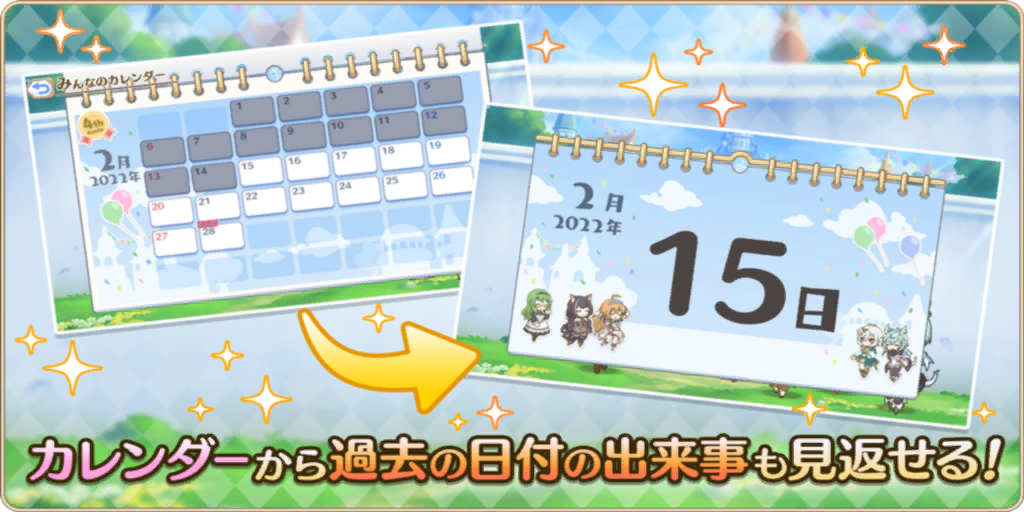 みんなのカレンダー
4th
2月
2022年
1 2 3 4 5
6 7 8 9 10 11 12
13 14 15 16 17 18 19
20 21 22 23 24 25 26
27 28
2月
2022年
15日
カレンダーから過去の日付の出来事も見返せる!